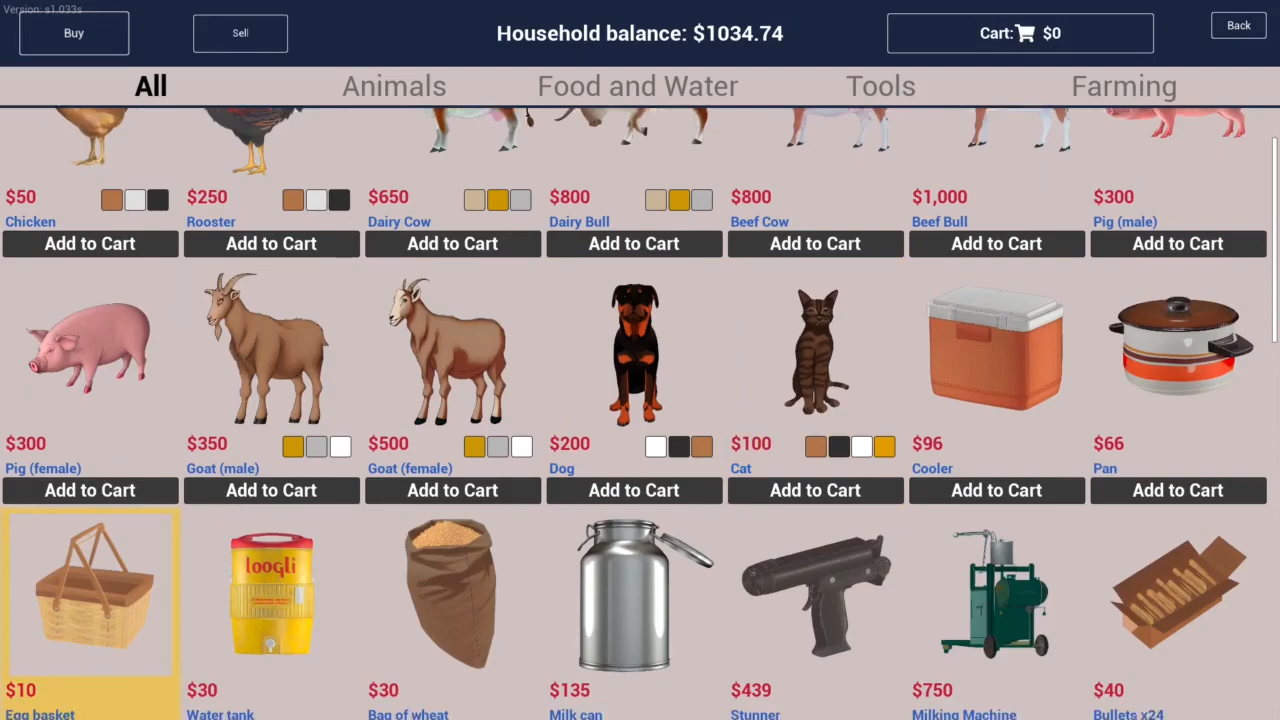 Version: s1.033s
Buy
Sell
Household balance: $1034.74
Cart: $0
Back
All
Animals
Food and Water
Tools
Farming
$50
$250
$650
$800
$800
$1,000
$300
Chicken
Rooster
Dairy Cow
Dairy Bull
Beef Cow
Beef Bull
Pig (male)
Add to Cart
Add to Cart
Add to Cart
Add to Cart
Add to Cart
Add to Cart
Add to Cart
$300
$350
$500
$200
$100
$96
$66
Pig (female)
Goat (male)
Goat (female)
Dog
Cat
Cooler
Pan
Add to Cart
Add to Cart
Add to Cart
Add to Cart
Add to Cart
Add to Cart
Add to Cart
looqli
$10
$30
$30
$135
$439
$750
$40
Egg basket
Water tank
Bag of wheat
Milk can
Stunner
Milking Machine
Bullets x24